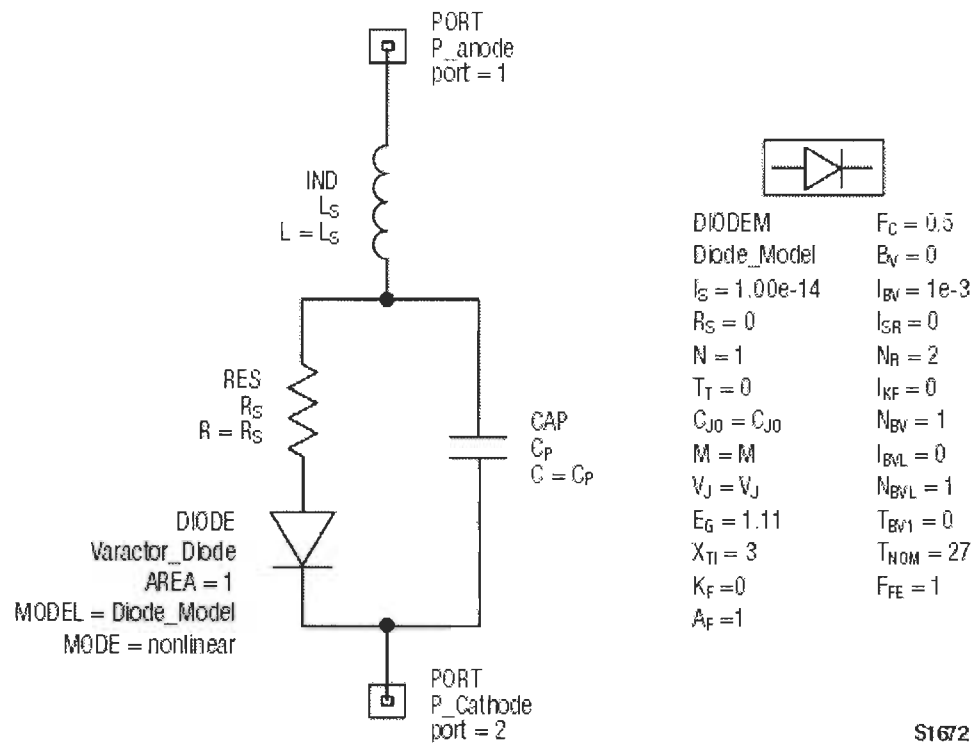 PORT
P_anode
port = 1
IND
LS
L = LS
RES
RS
R = RS
CAP
CP
C = CP
DIODE
Varactor_Diode
AREA = 1
MODEL = Diode_Model
MODE = nonlinear
PORT
P_Cathode
port = 2
DIODEM
Diode_Model
IS = 1.00e-14
RS = 0
N = 1
TT = 0
CJ0 = CJ0
M = M
VJ = VJ
EG = 1.11
XTI = 3
KF =0
AF =1
FC = 0.5
BV = 0
IBV = 1e-3
ISR = 0
NR = 2
IKF = 0
NBV = 1
IBVL = 0
NBVL = 1
TBV1 = 0
TNOM = 27
FFE = 1
S1672